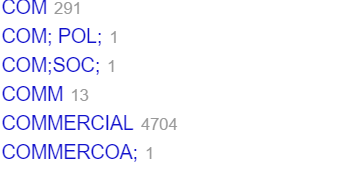 COM 291
COM; POL; 1
COM;SOC; 1
COMM 13
COMMERCIAL 4704
COMMERCOA; 1